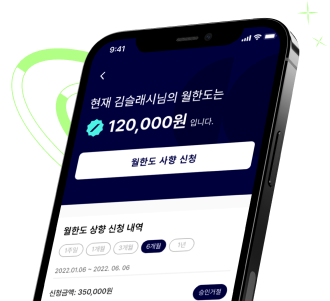 9:41
현재 김슬래시님의 월한도는
120,000원 입니다.
월한도 사향 신청
월한도 상향 신청 내역
1주일 1개월 3개월 6개월 1년
2022.01.06 ~ 2022. 06. 06
신청금액: 350,000원
승인거절